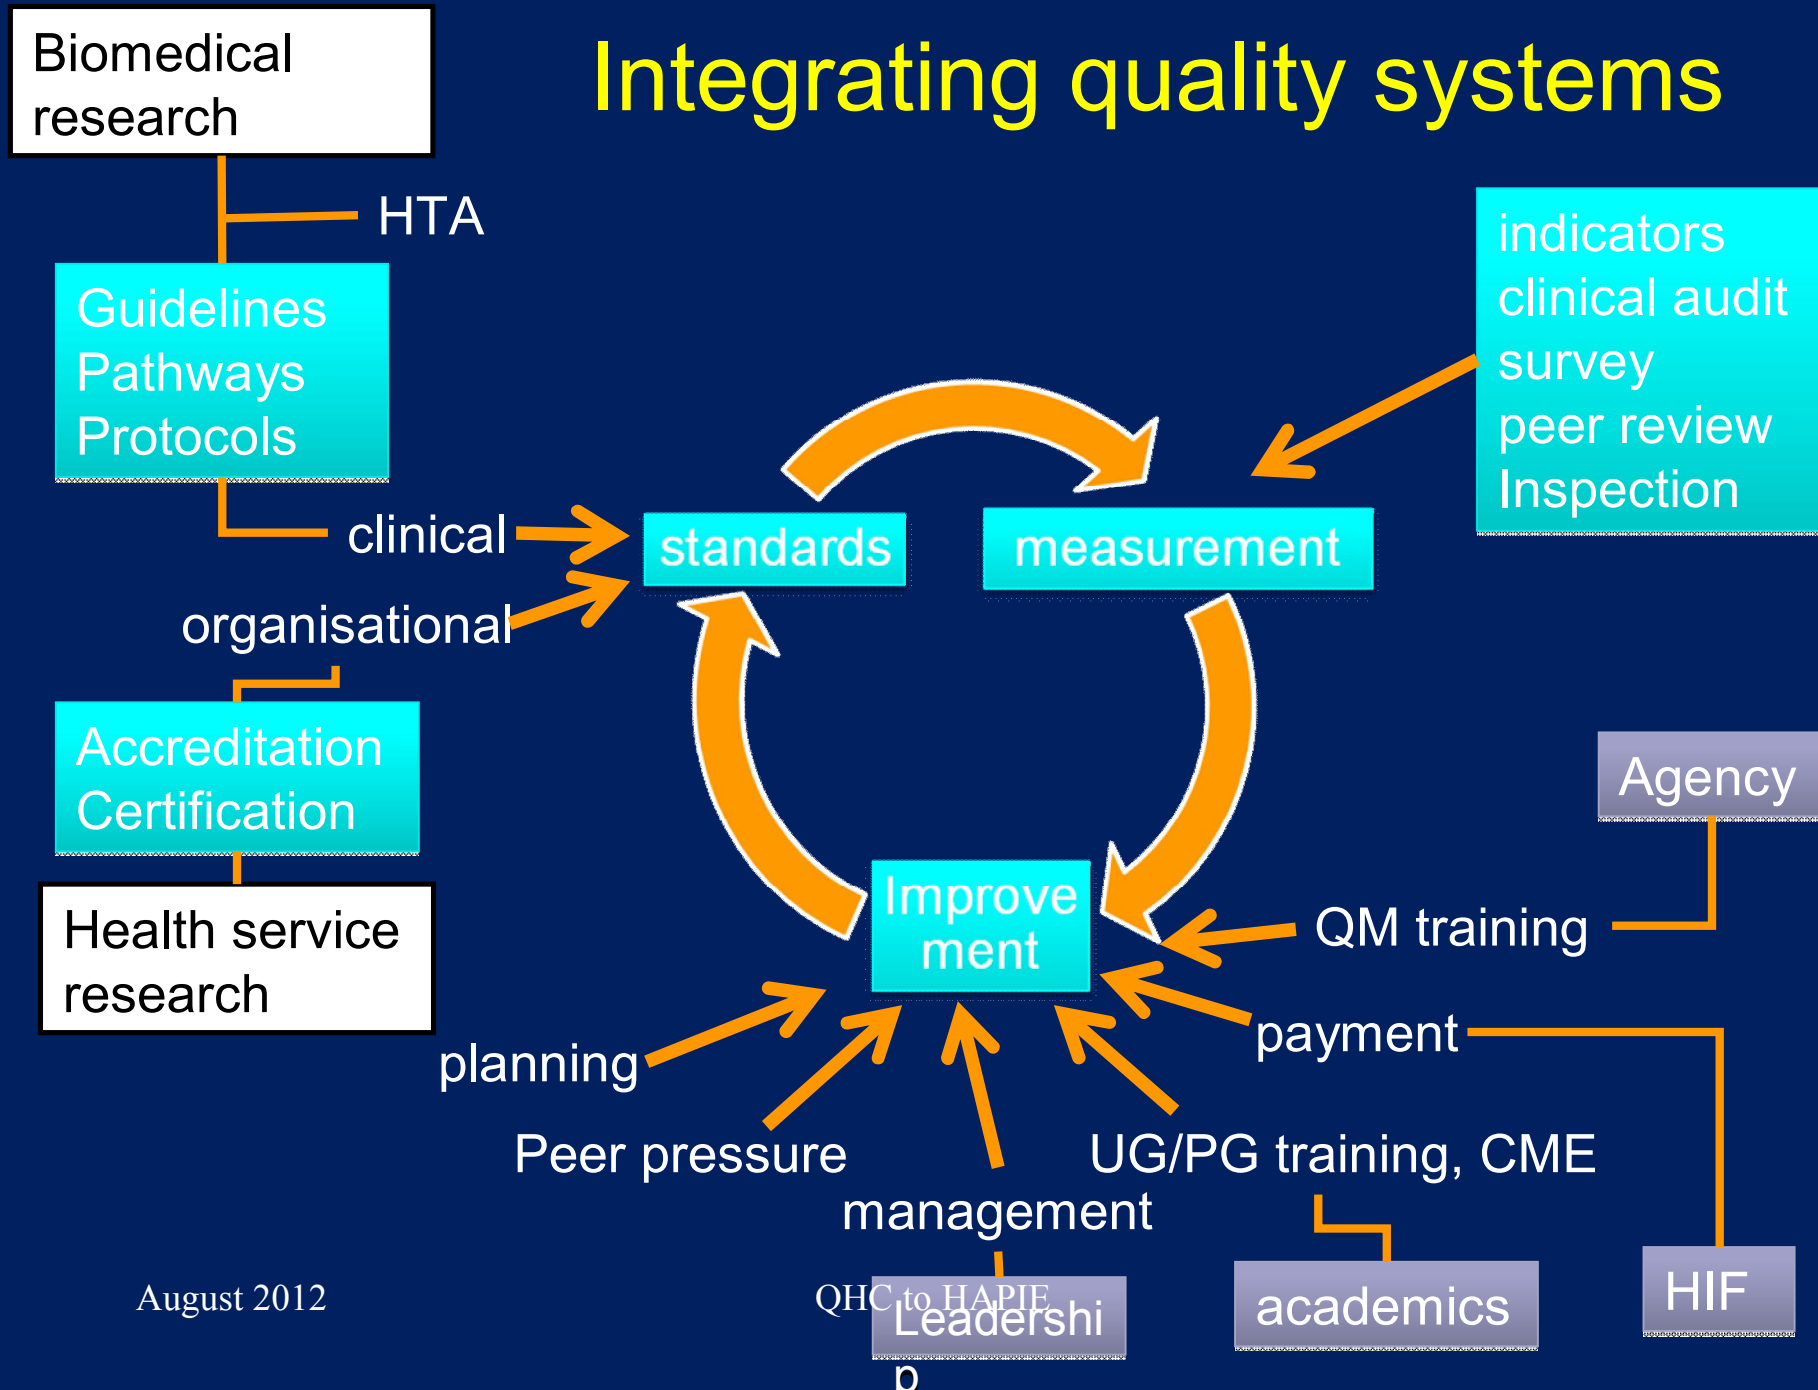 Biomedical
research
Integrating quality systems
HTA
Guidelines
Pathways
Protocols
indicators
clinical audit
survey
peer review
Inspection
clinical
standards
measurement
organisational
Accreditation
Certification
Agency
Improve
ment
Health service
research
QM training
planning
payment
Peer pressure
UG/PG training, CME
management
August 2012
QHC to HAPIE
Leadershi
p
academics
HIF